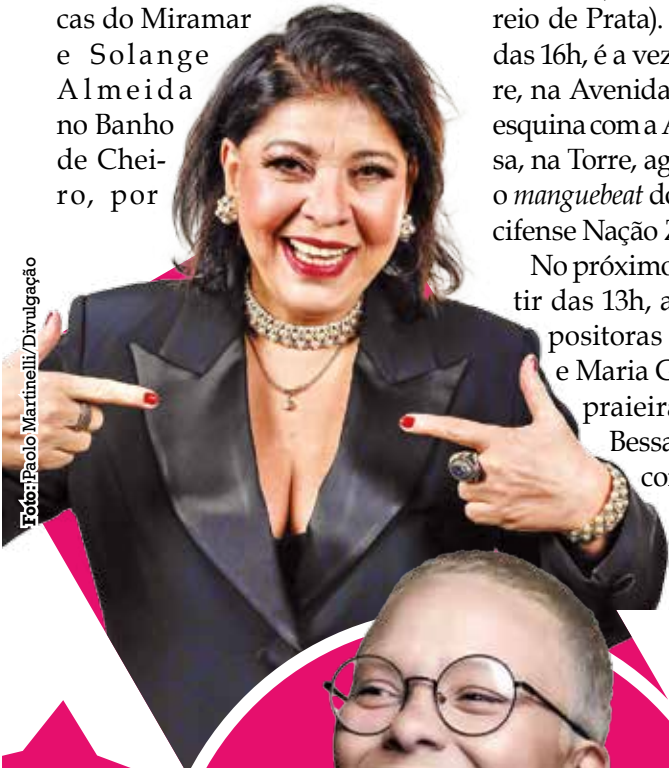 cas do Miramar
e Solange
Almeida
no Banho
de Chei-
ro, por
Foto: Paolo Martinelli/Divulgação
reio de Prata).
das 16h, é a vez
re, na Avenida
esquina com a A
sa, na Torre, ag
o manguebeat do
cifense Nação Z
No próximo
tir das 13h, a
positoras
e Maria C
praieira
Bessa
co